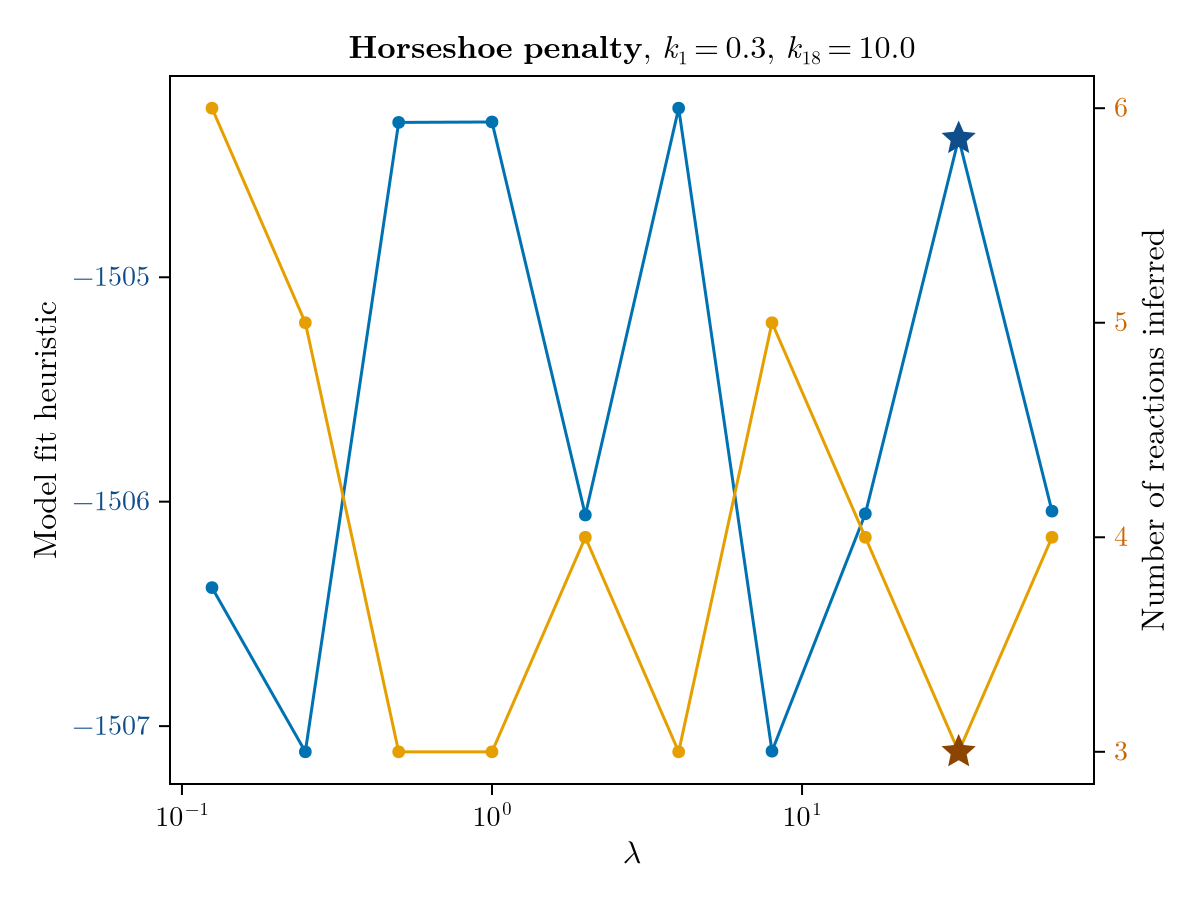 Horseshoe penalty, k₁ = 0.3, k₁₈ = 10.0
Model fit heuristic
−1505
−1506
−1507
6
5
4
3
Number of reactions inferred
10⁻¹
10⁰
10¹
λ